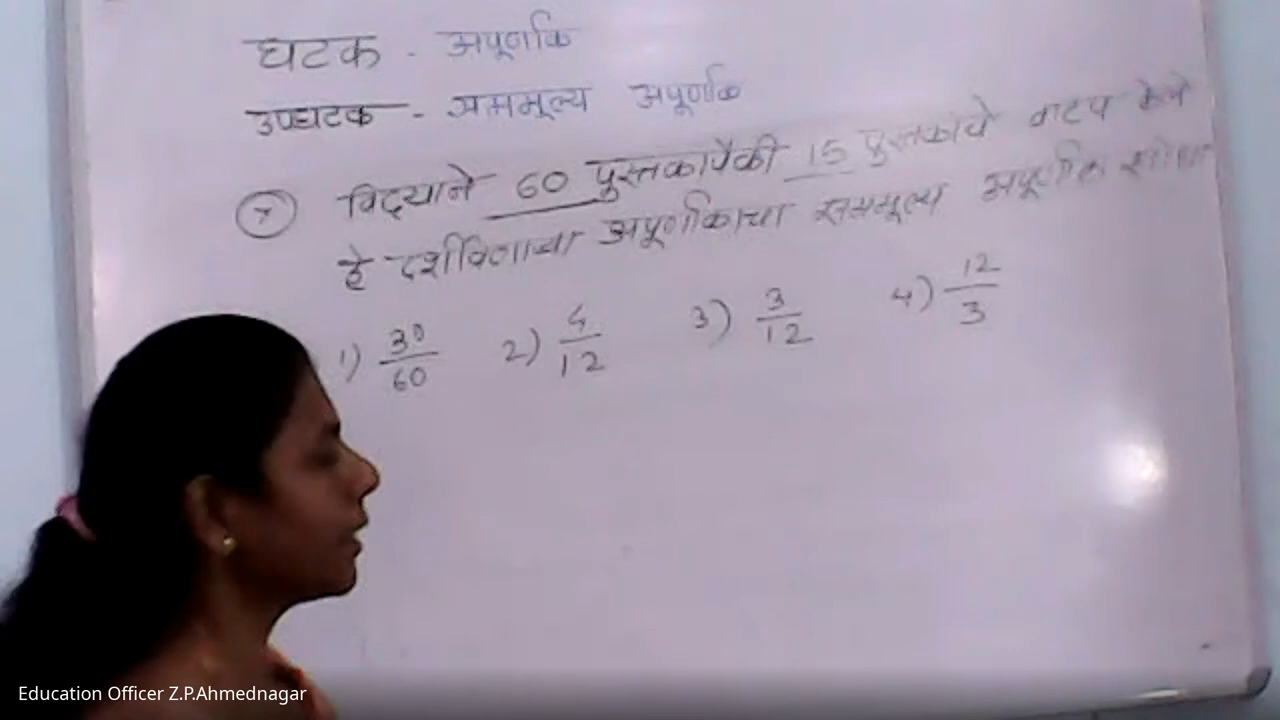 घटक - अपूर्णांक
उपघटक - सममूल्य अपूर्णांक
विद्याने 60 पुस्तकापैकी 15 पुस्तकांचे वाटप केले
हे दर्शविणाऱ्या अपूर्णांकाचा सममूल्य अपूर्णांक शोधा
1) 30/60 2) 4/12 3) 3/12 4) 12/3
Education Officer Z.P.Ahmednagar